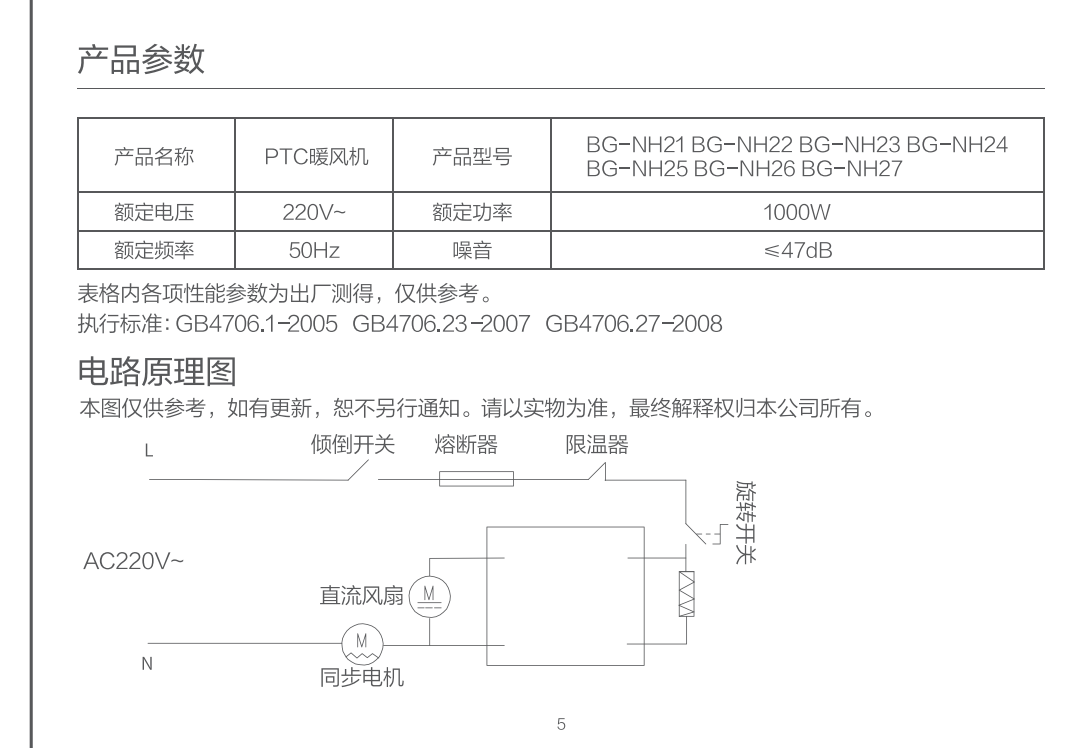 产品参数
产品名称 PTC暖风机 产品型号 BG-NH21 BG-NH22 BG-NH23 BG-NH24
BG-NH25 BG-NH26 BG-NH27
额定电压 220V~ 额定功率 1000W
额定频率 50Hz 噪音 ≤47dB
表格内各项性能参数为出厂测得，仅供参考。
执行标准：GB4706.1-2005 GB4706.23-2007 GB4706.27-2008
电路原理图
本图仅供参考，如有更新，恕不另行通知。请以实物为准，最终解释权归本公司所有。
L 倾倒开关 熔断器 限温器
旋转开关
AC220V~
直流风扇 M
M
N
同步电机
5